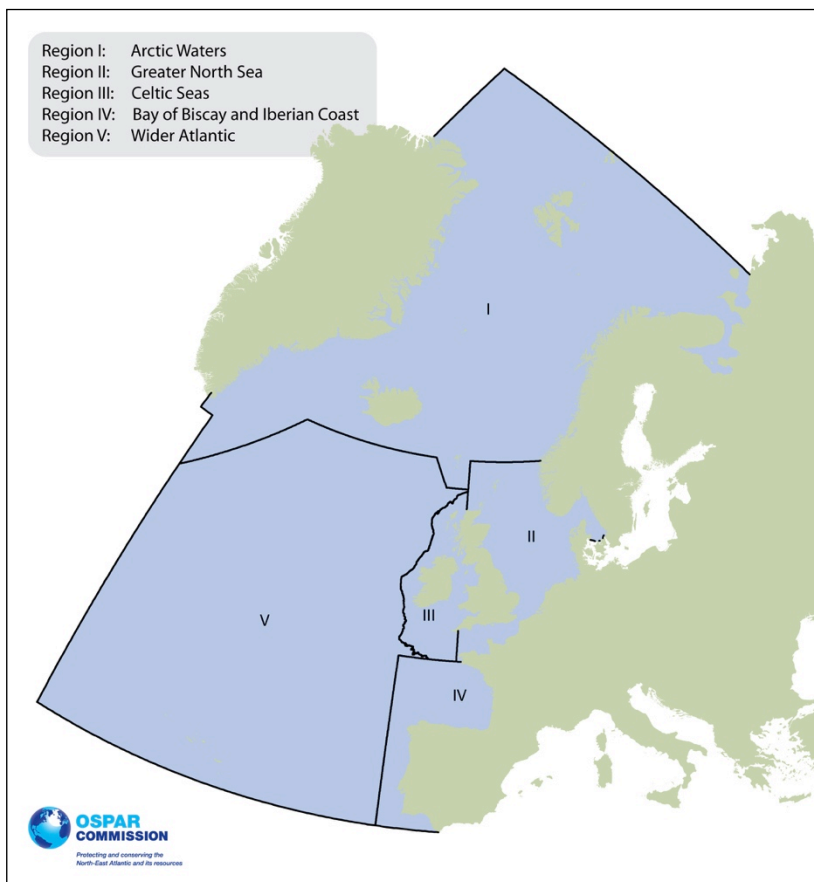 Region I: Arctic Waters
Region II: Greater North Sea
Region III: Celtic Seas
Region IV: Bay of Biscay and Iberian Coast
Region V: Wider Atlantic
I
II
III
V
IV
OSPAR
COMMISSION
Protecting and conserving the
North-East Atlantic and its resources